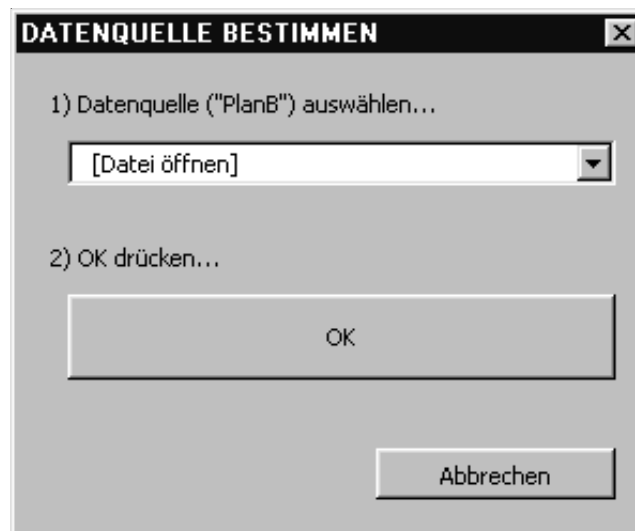 DATENQUELLE BESTIMMEN
1) Datenquelle ("PlanB") auswählen...
[Datei öffnen]
2) OK drücken...
OK
Abbrechen